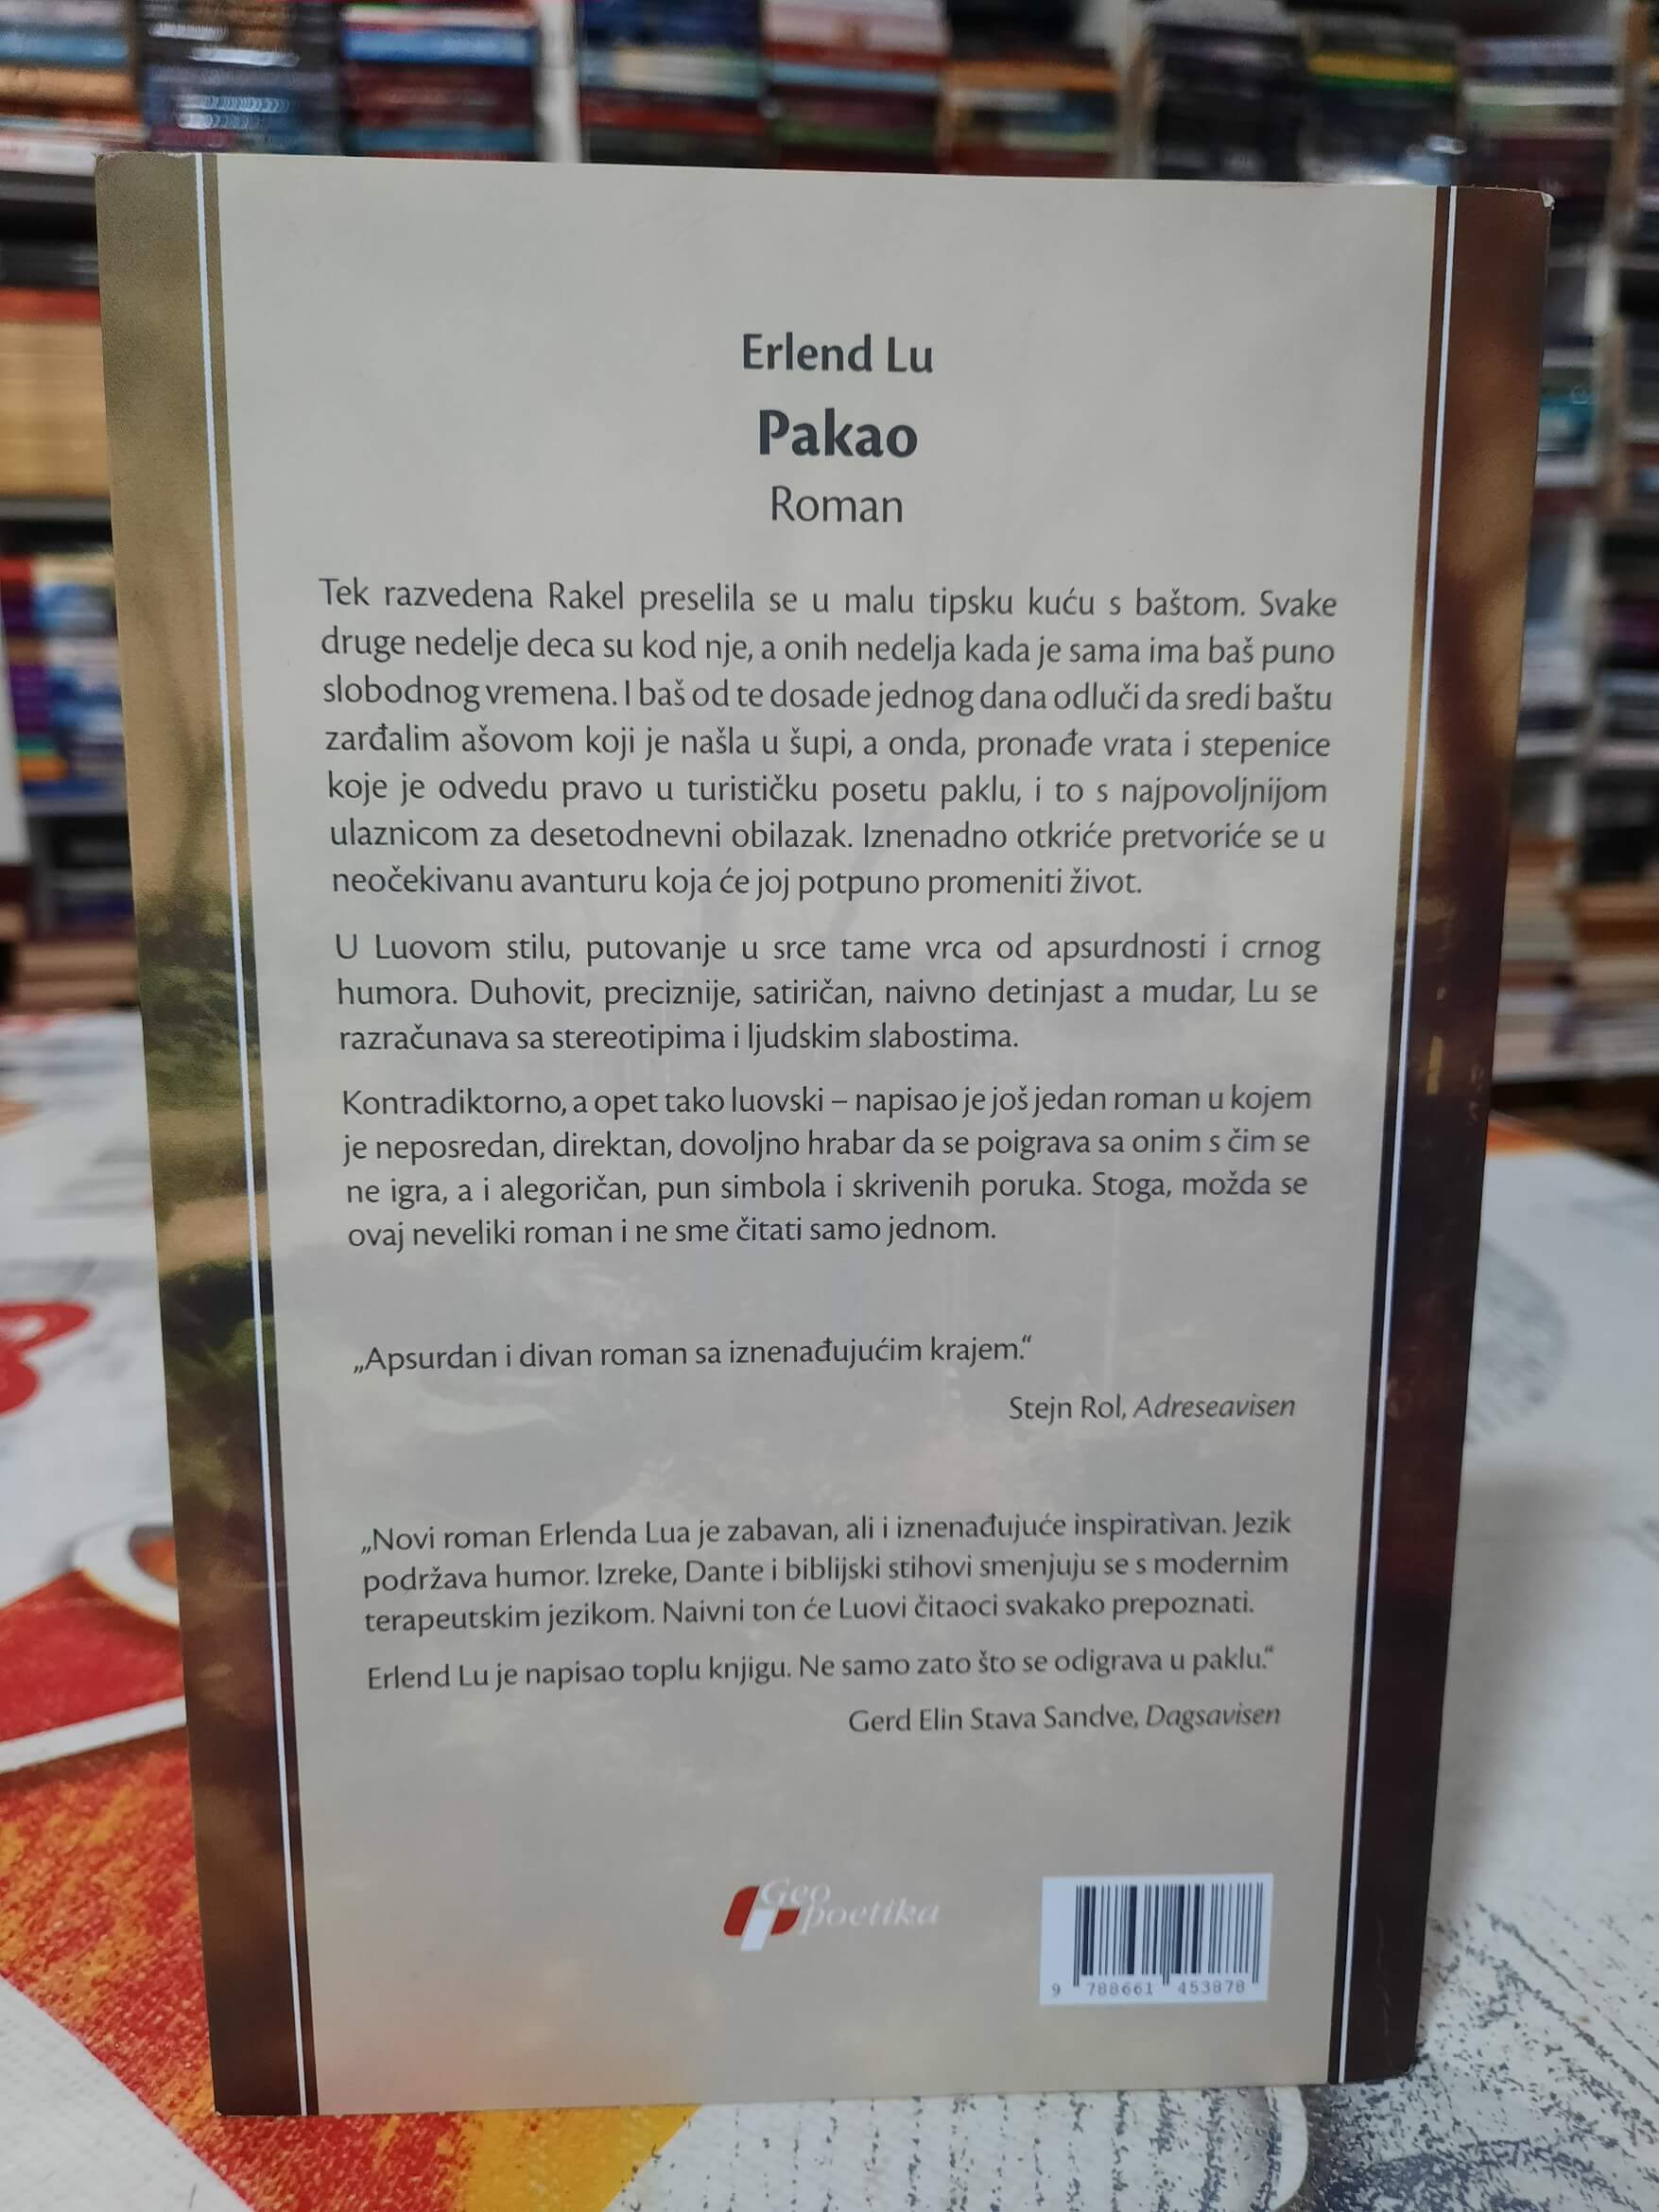 Erlend Lu
Pakao
Roman
Tek razvedena Rakel preselila se u malu tipsku kuću s baštom. Svake
druge nedelje deca su kod nje, a onih nedelja kada je sama ima baš puno
slobodnog vremena. I baš od te dosade jednog dana odluči da sredi baštu
zarđalim ašovom koji je našla u šupi, a onda, pronađe vrata i stepenice
koje je odvedu pravo u turističku posetu paklu, i to s najpovoljnijom
ulaznicom za desetodnevni obilazak. Iznenadno otkriće pretvoriće se u
neočekivanu avanturu koja će joj potpuno promeniti život.
U Luovom stilu, putovanje u srce tame vrca od apsurdnosti i crnog
humora. Duhovit, preciznije, satiričan, naivno detinjast a mudar, Lu se
razračunava sa stereotipima i ljudskim slabostima.
Kontradiktorno, a opet tako luovski – napisao je još jedan roman u kojem
je neposredan, direktan, dovoljno hrabar da se poigrava sa onim s čim se
ne igra, a i alegoričan, pun simbola i skrivenih poruka. Stoga, možda se
ovaj neveliki roman i ne sme čitati samo jednom.
„Apsurdan i divan roman sa iznenađujućim krajem.“
Stejn Rol, Adreseavisen
„Novi roman Erlenda Lua je zabavan, ali i iznenađujuće inspirativan. Jezik
podržava humor. Izreke, Dante i biblijski stihovi smenjuju se s modernim
terapeutskim jezikom. Naivni ton će Luovi čitaoci svakako prepoznati.
Erlend Lu je napisao toplu knjigu. Ne samo zato što se odigrava u paklu.“
Gerd Elin Stava Sandve, Dagsavisen
Geo
poetika
9 788661 453878